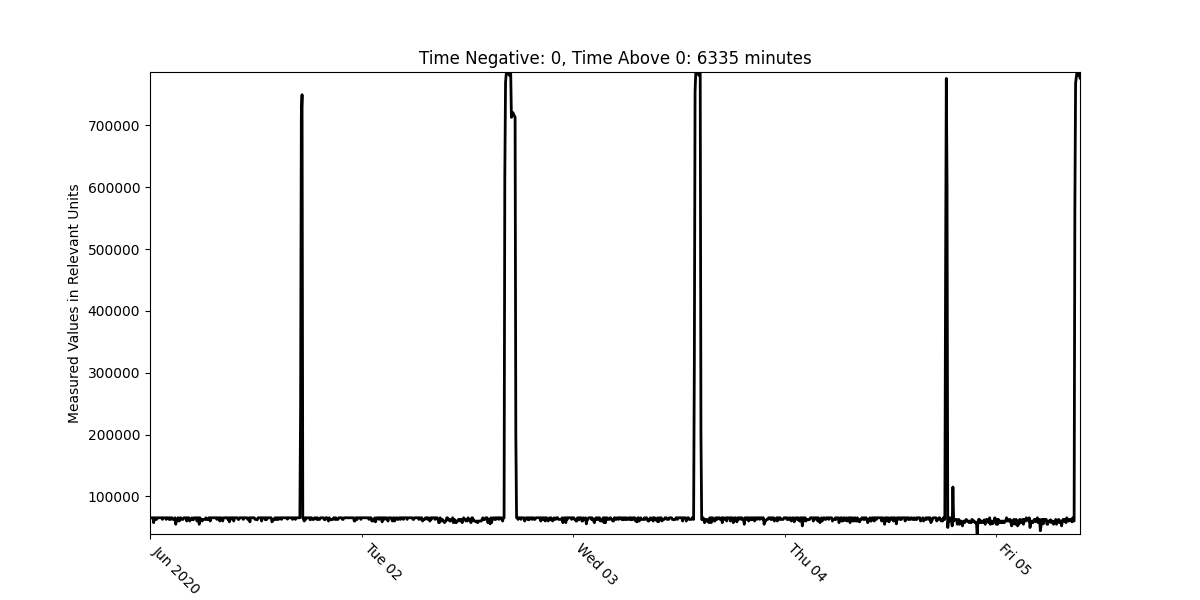 Time Negative: 0, Time Above 0: 6335 minutes
Measured Values in Relevant Units
700000
600000
500000
400000
300000
200000
100000
Jun 2020
Tue 02
Wed 03
Thu 04
Fri 05